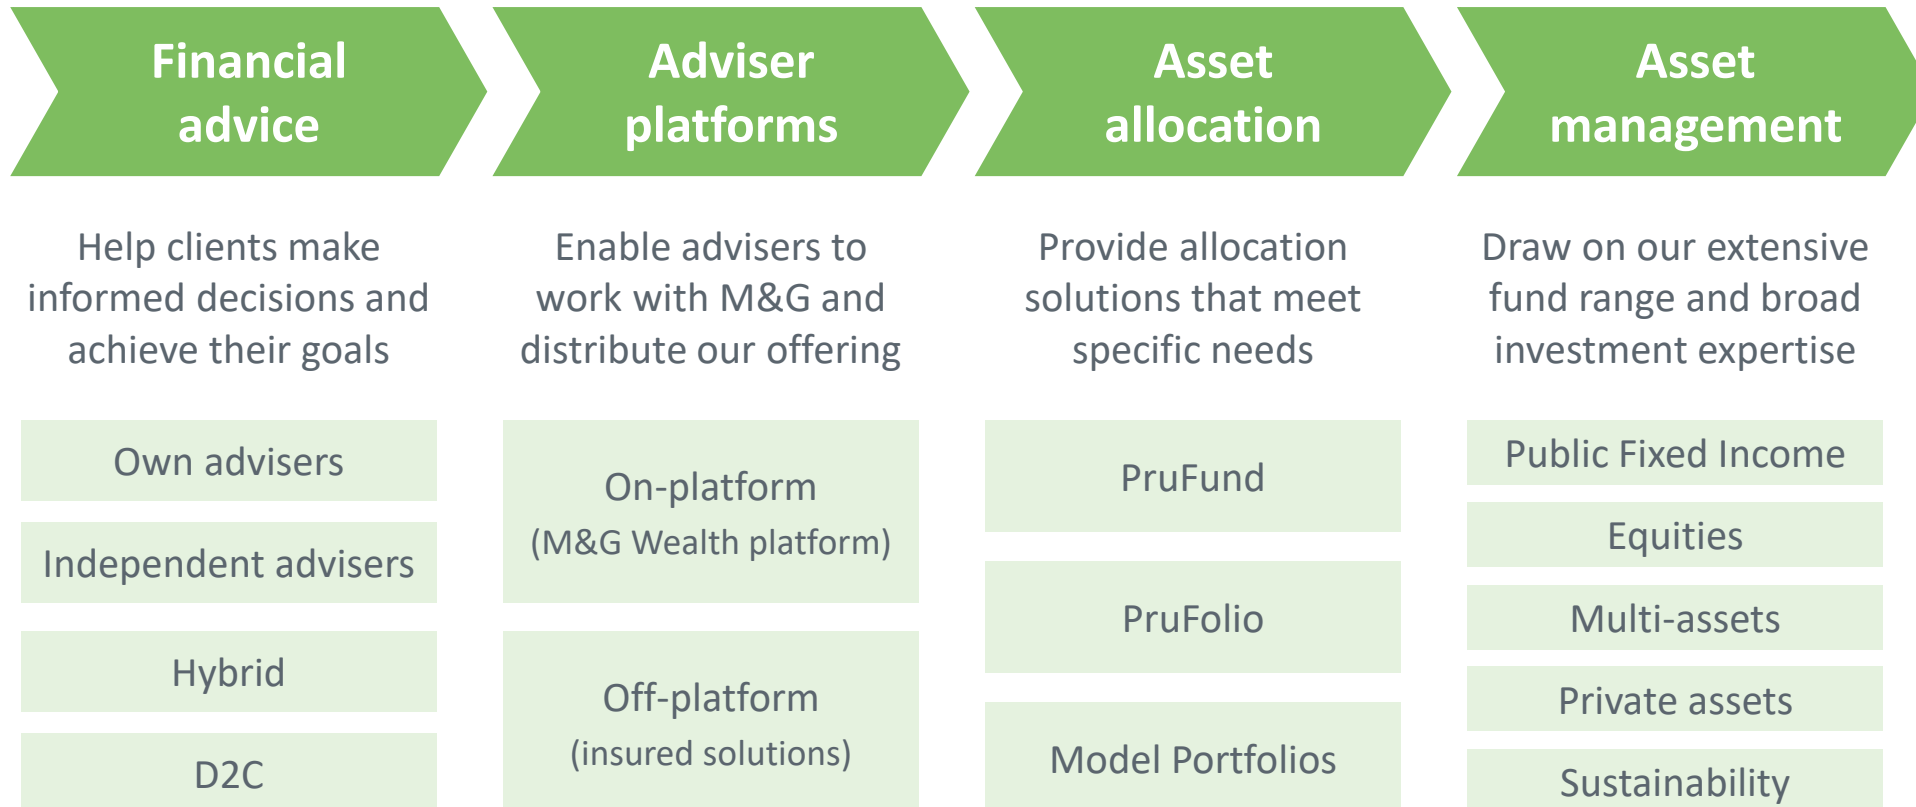 Financial
advice
Help clients make
informed decisions and
achieve their goals
Own advisers
Independent advisers
Hybrid
D2C
Adviser
platforms
Enable advisers to
work with M&G and
distribute our offering
On-platform
(M&G Wealth platform)
Off-platform
(insured solutions)
Asset
allocation
Provide allocation
solutions that meet
specific needs
PruFund
PruFolio
Model Portfolios
Asset
management
Draw on our extensive
fund range and broad
investment expertise
Public Fixed Income
Equities
Multi-assets
Private assets
Sustainability